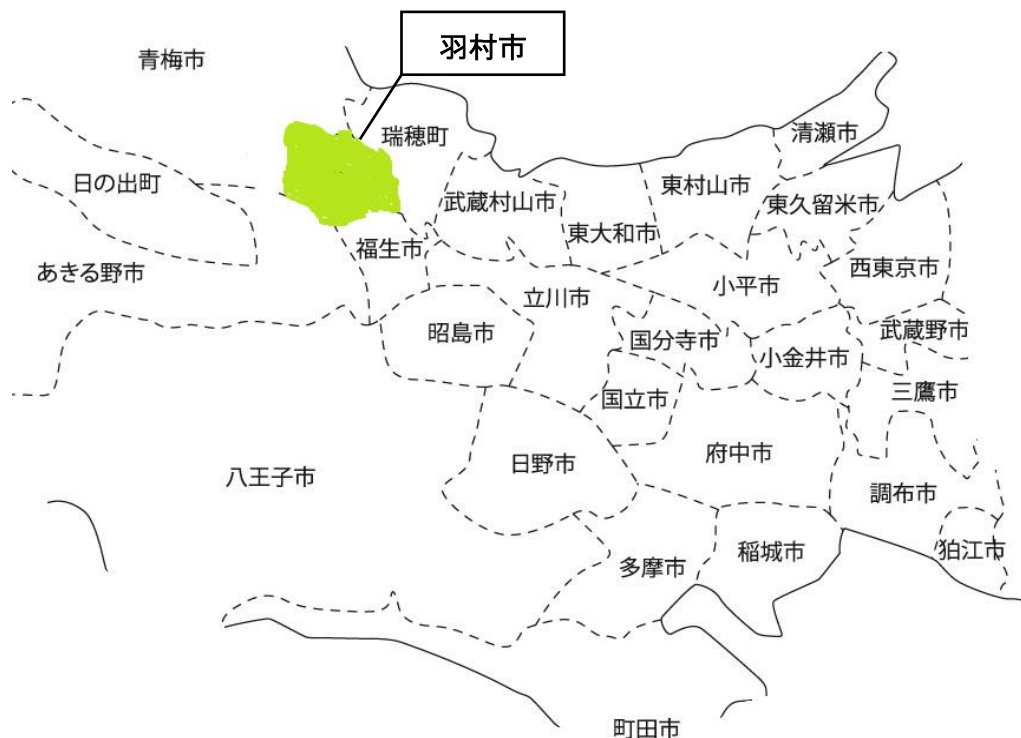 羽村市
青梅市
瑞穂町
清瀬市
日の出町
武蔵村山市
東村山市
東久留米市
東大和市
福生市
あきる野市
西東京市
小平市
立川市
昭島市
国分寺市
武蔵野市
小金井市
三鷹市
国立市
府中市
日野市
八王子市
調布市
多摩市
稲城市
狛江市
町田市